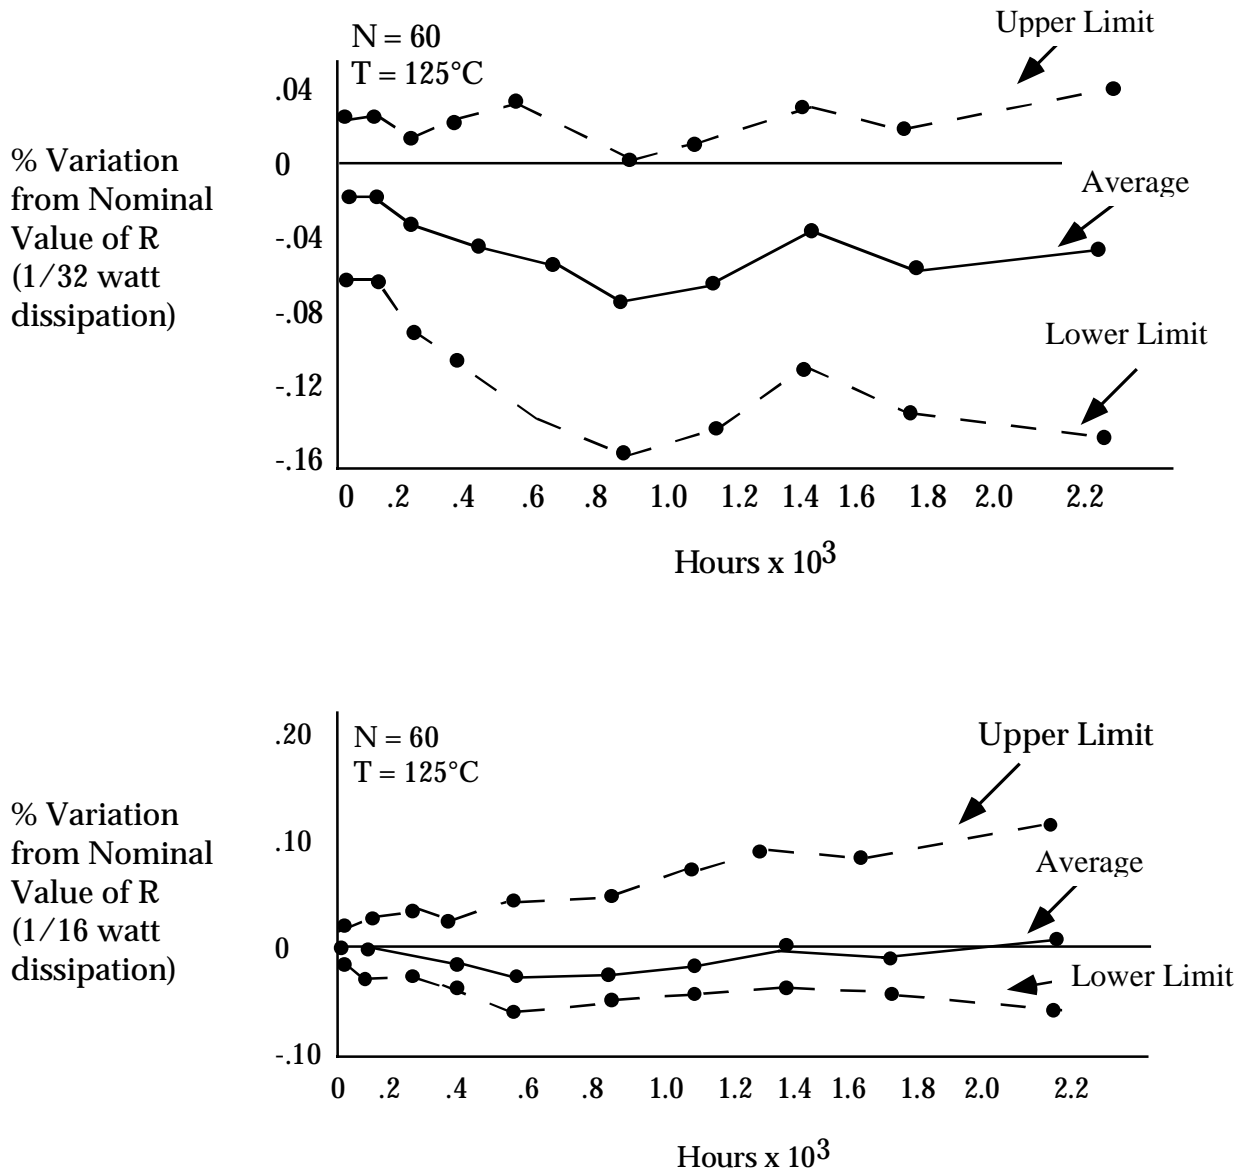 N = 60
T = 125°C
Upper Limit
Average
Lower Limit
% Variation
from Nominal
Value of R
(1/32 watt
dissipation)
.04
0
-.04
-.08
-.12
-.16
0 .2 .4 .6 .8 1.0 1.2 1.4 1.6 1.8 2.0 2.2
Hours x 10³
N = 60
T = 125°C
Upper Limit
Average
Lower Limit
% Variation
from Nominal
Value of R
(1/16 watt
dissipation)
.20
.10
0
-.10
0 .2 .4 .6 .8 1.0 1.2 1.4 1.6 1.8 2.0 2.2
Hours x 10³